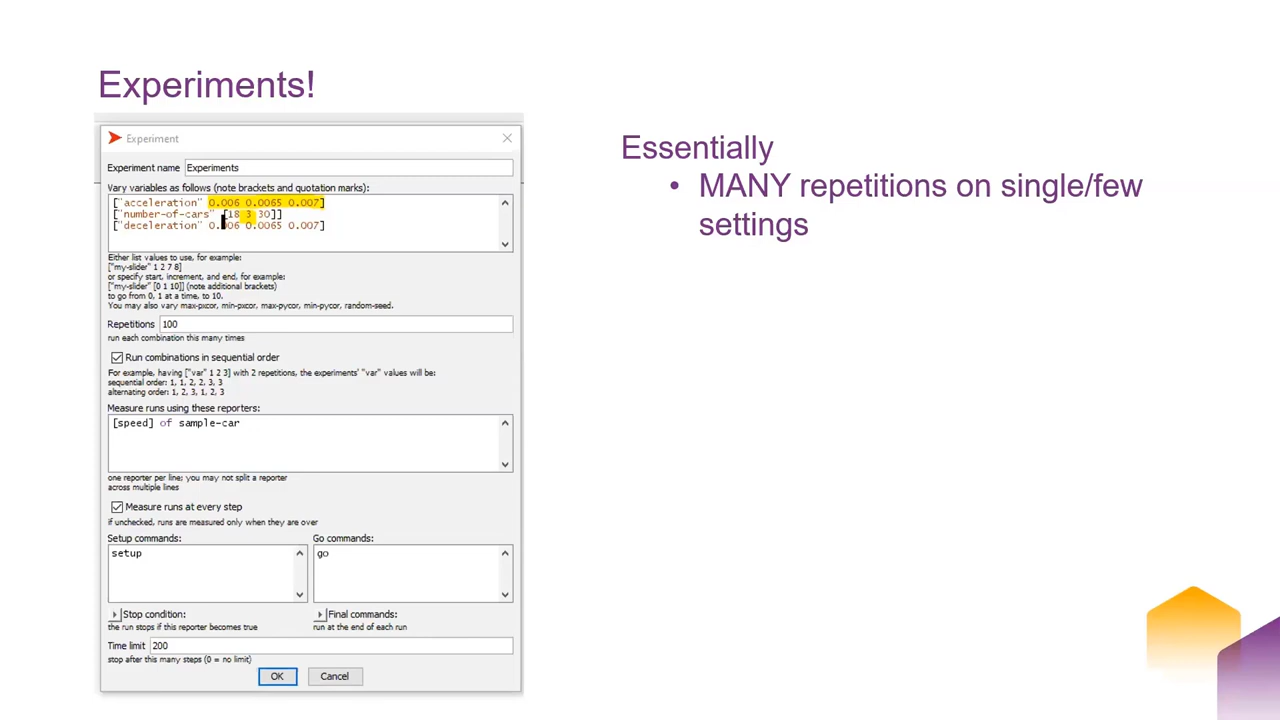 Experiments!
Experiment
Experiment name Experiments
Vary variables as follows (note brackets and quotation marks):
["acceleration" 0.006 0.0065 0.007]
["number-of-cars" [18 3 30]]
["deceleration" 0.006 0.0065 0.007]
Either list values to use, for example:
["my-slider" 1 2 7 8]
or specify start, increment, and end, for example:
["my-slider" [0 1 10]] (note additional brackets)
to go from 0, 1 at a time, to 10.
You may also vary max-pxcor, min-pxcor, max-pycor, min-pycor, random-seed.
Repetitions 100
run each combination this many times
Run combinations in sequential order
For example, having ["var" 1 2 3] with 2 repetitions, the experiments' "var" values will be:
sequential order: 1, 1, 2, 2, 3, 3
alternating order: 1, 2, 3, 1, 2, 3
Measure runs using these reporters:
[speed] of sample-car
one reporter per line; you may not split a reporter
across multiple lines
Measure runs at every step
if unchecked, runs are measured only when they are over
Setup commands: Go commands:
setup go
Stop condition: Final commands:
the run stops if this reporter becomes true run at the end of each run
Time limit 200
stop after this many steps (0 = no limit)
OK Cancel
Essentially
• MANY repetitions on single/few
settings